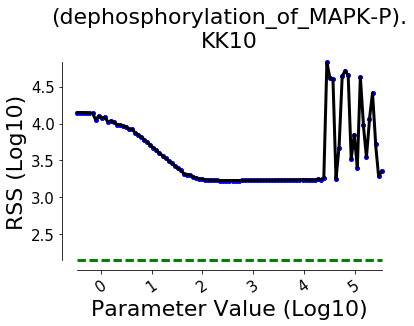 (dephosphorylation_of_MAPK-P).
KK10
RSS (Log10)
4.5
4.0
3.5
3.0
2.5
0
1
2
3
4
5
Parameter Value (Log10)